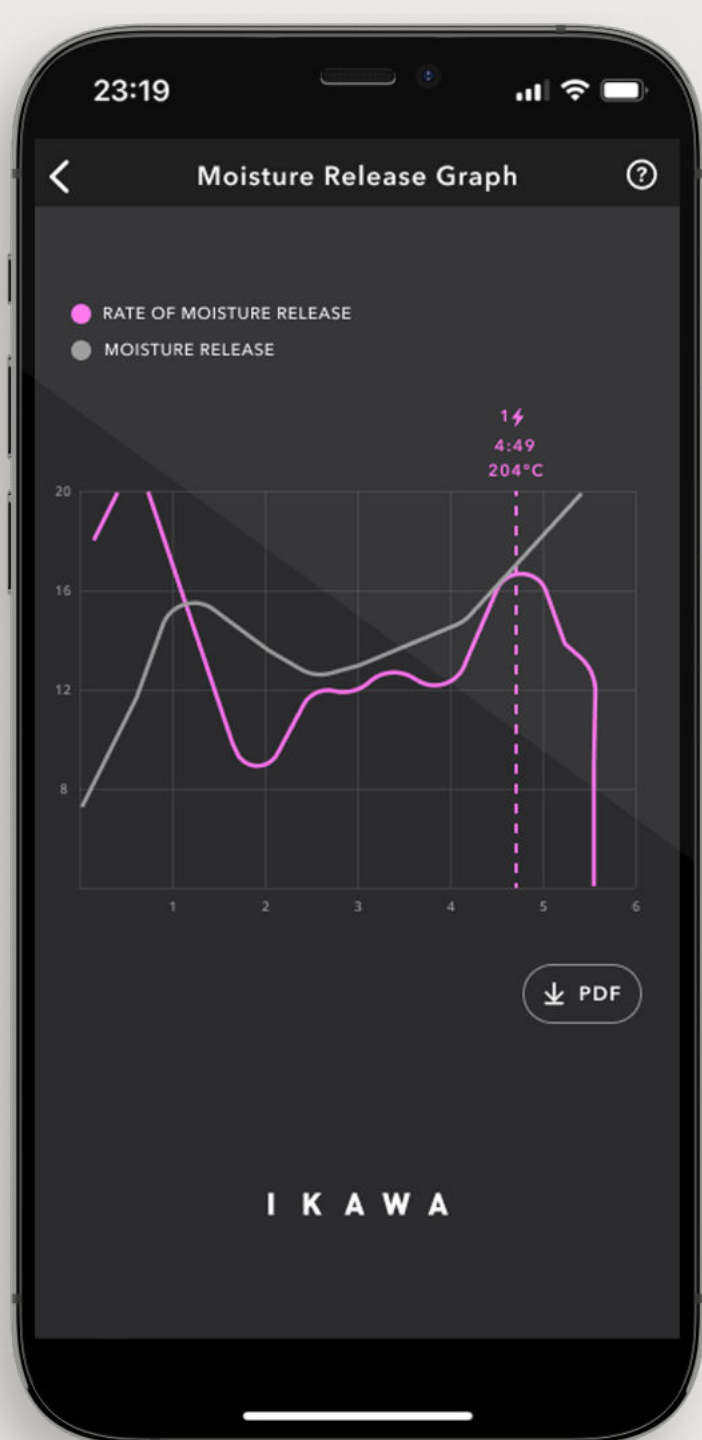 23:19
Moisture Release Graph ?
RATE OF MOISTURE RELEASE
MOISTURE RELEASE
1
4:49
204°C
20
16
12
8
1 2 3 4 5 6
PDF
IKAWA